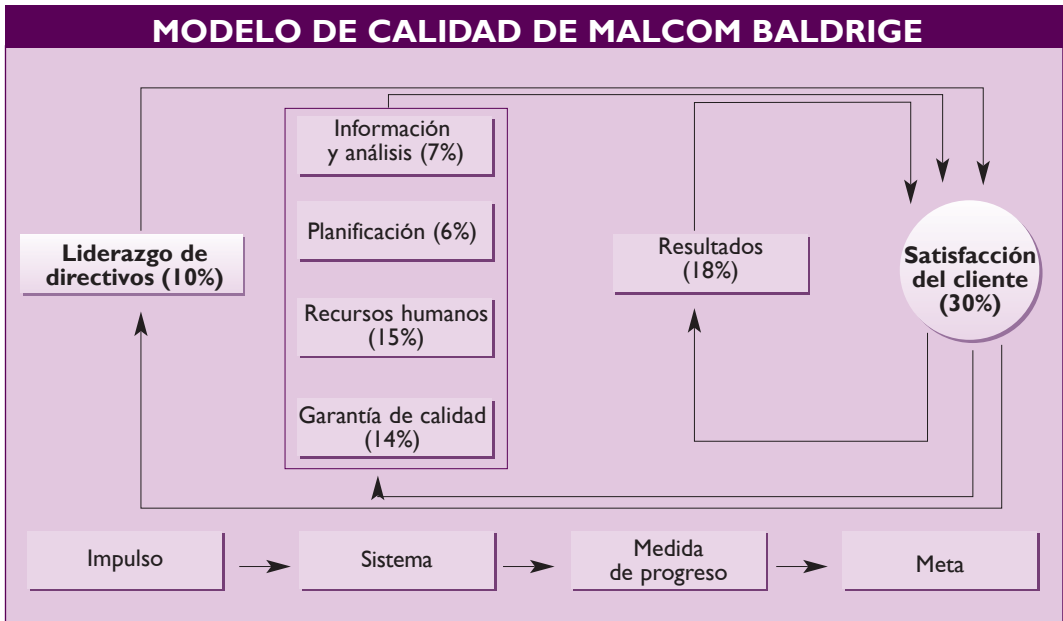 MODELO DE CALIDAD DE MALCOM BALDRIGE
Información
y análisis (7%)
Planificación (6%)
Liderazgo de
directivos (10%)
Recursos humanos
(15%)
Garantía de calidad
(14%)
Resultados
(18%)
Satisfacción
del cliente
(30%)
Impulso
Sistema
Medida
de progreso
Meta